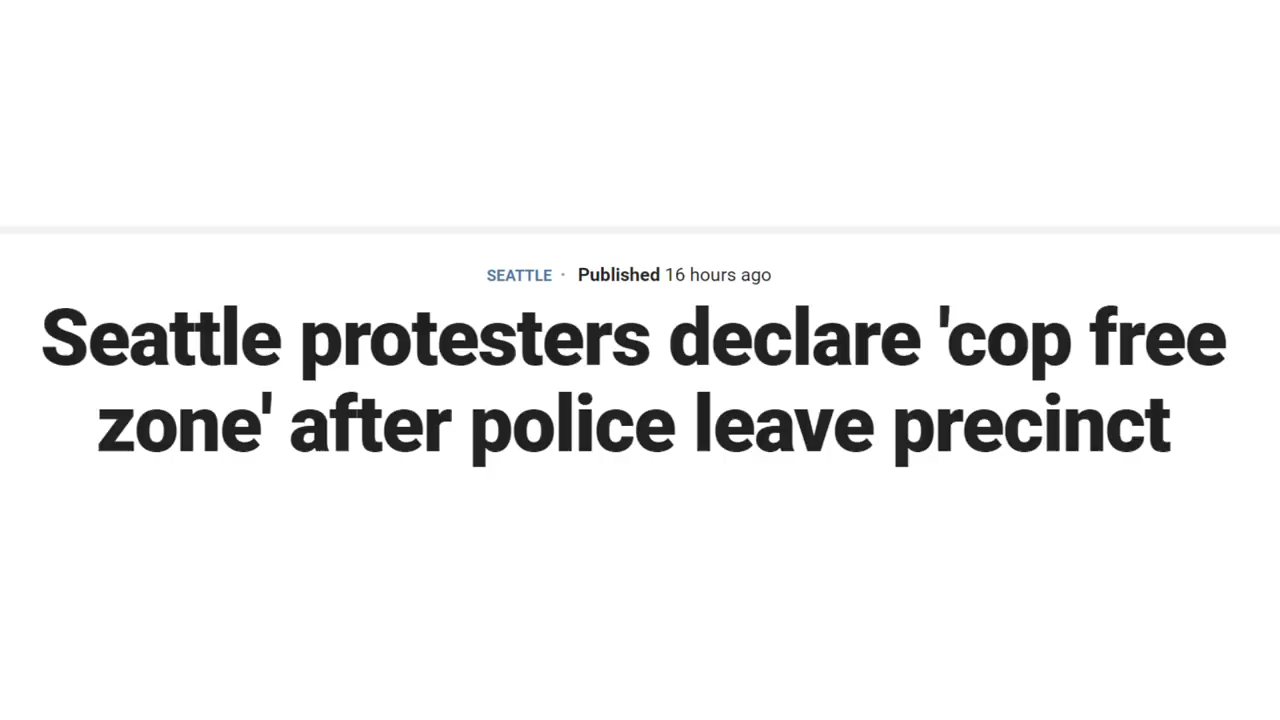 SEATTLE · Published 16 hours ago
Seattle protesters declare 'cop free
zone' after police leave precinct